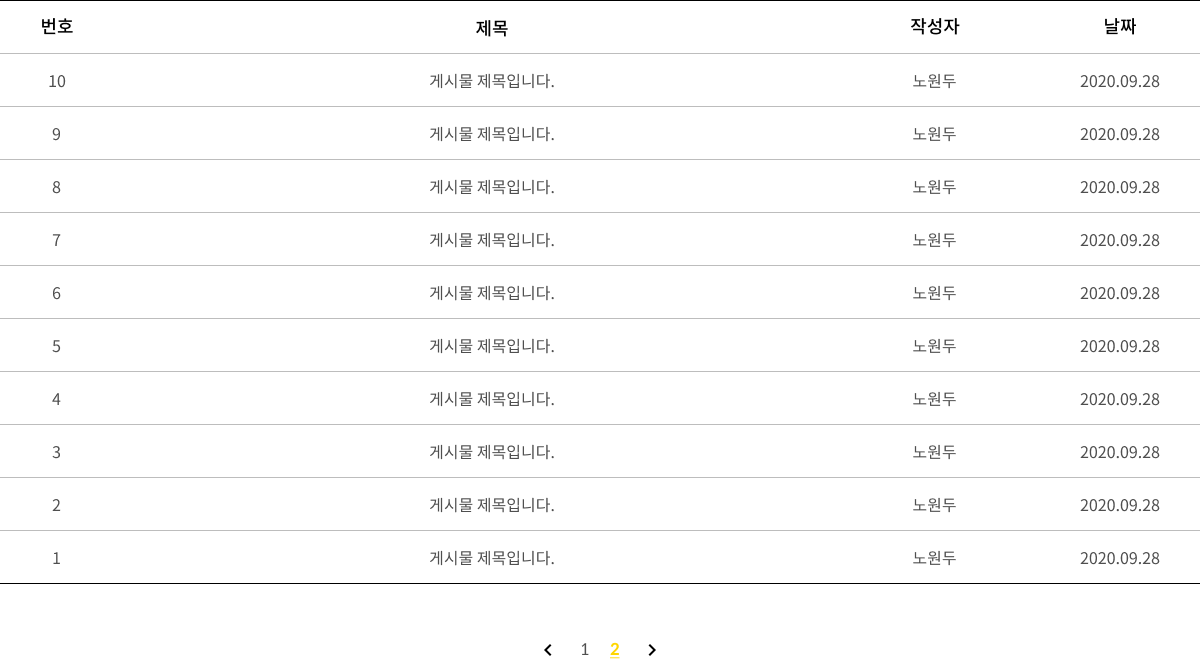 번호 제목 작성자 날짜
10 게시물 제목입니다. 노원두 2020.09.28
9 게시물 제목입니다. 노원두 2020.09.28
8 게시물 제목입니다. 노원두 2020.09.28
7 게시물 제목입니다. 노원두 2020.09.28
6 게시물 제목입니다. 노원두 2020.09.28
5 게시물 제목입니다. 노원두 2020.09.28
4 게시물 제목입니다. 노원두 2020.09.28
3 게시물 제목입니다. 노원두 2020.09.28
2 게시물 제목입니다. 노원두 2020.09.28
1 게시물 제목입니다. 노원두 2020.09.28
1 2